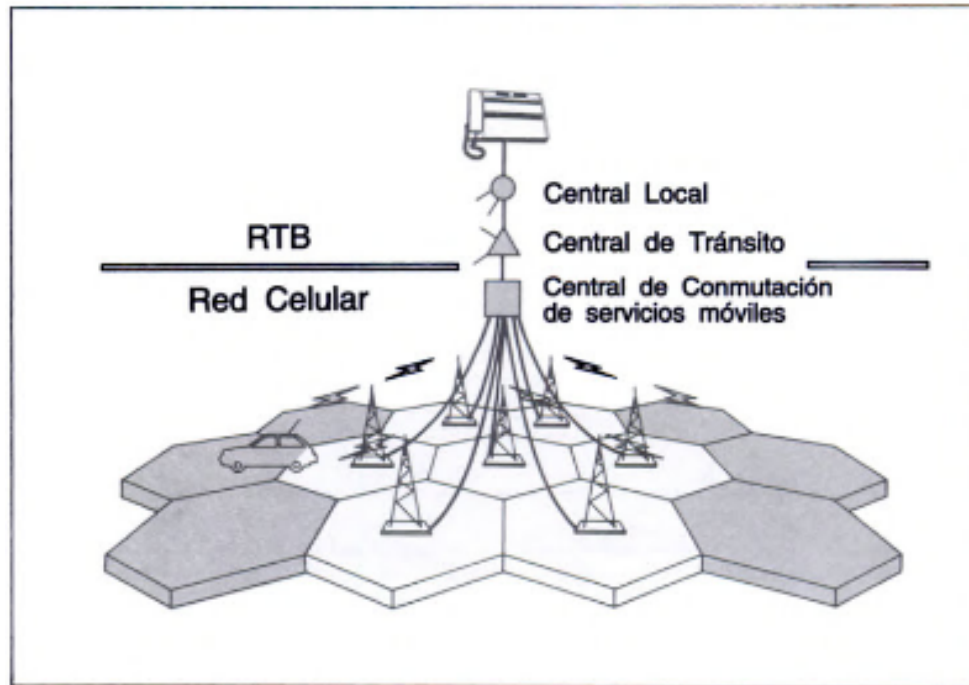 Central Local
RTB
Central de Tránsito
Red Celular
Central de Conmutación
de servicios móviles